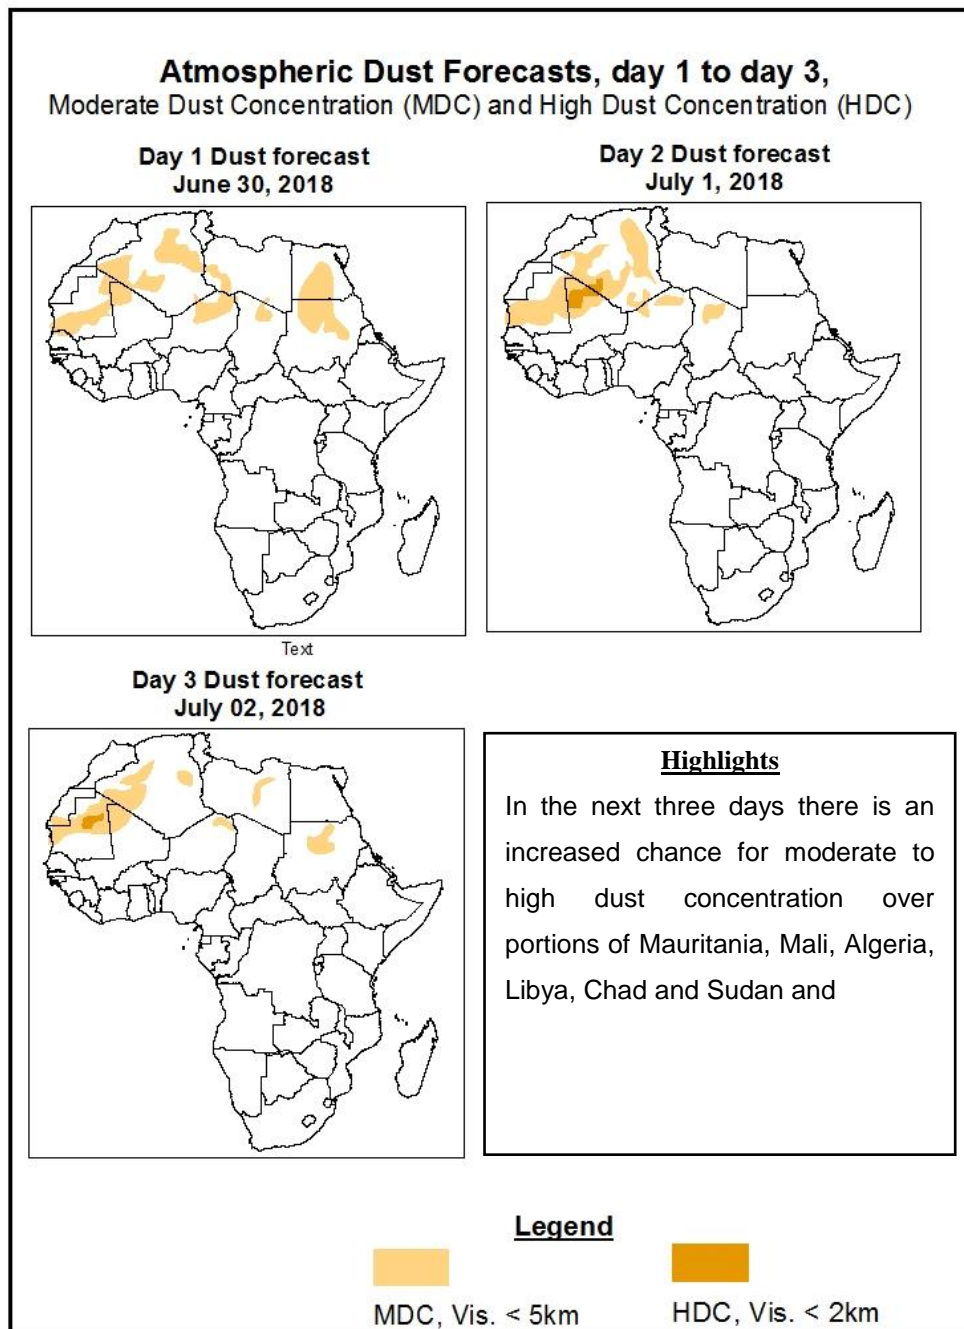 Atmospheric Dust Forecasts, day 1 to day 3,
Moderate Dust Concentration (MDC) and High Dust Concentration (HDC)
Day 1 Dust forecast
June 30, 2018
Day 2 Dust forecast
July 1, 2018
Text
Day 3 Dust forecast
July 02, 2018
Highlights
In the next three days there is an
increased chance for moderate to
high dust concentration over
portions of Mauritania, Mali, Algeria,
Libya, Chad and Sudan and
Legend
MDC, Vis. < 5km
HDC, Vis. < 2km